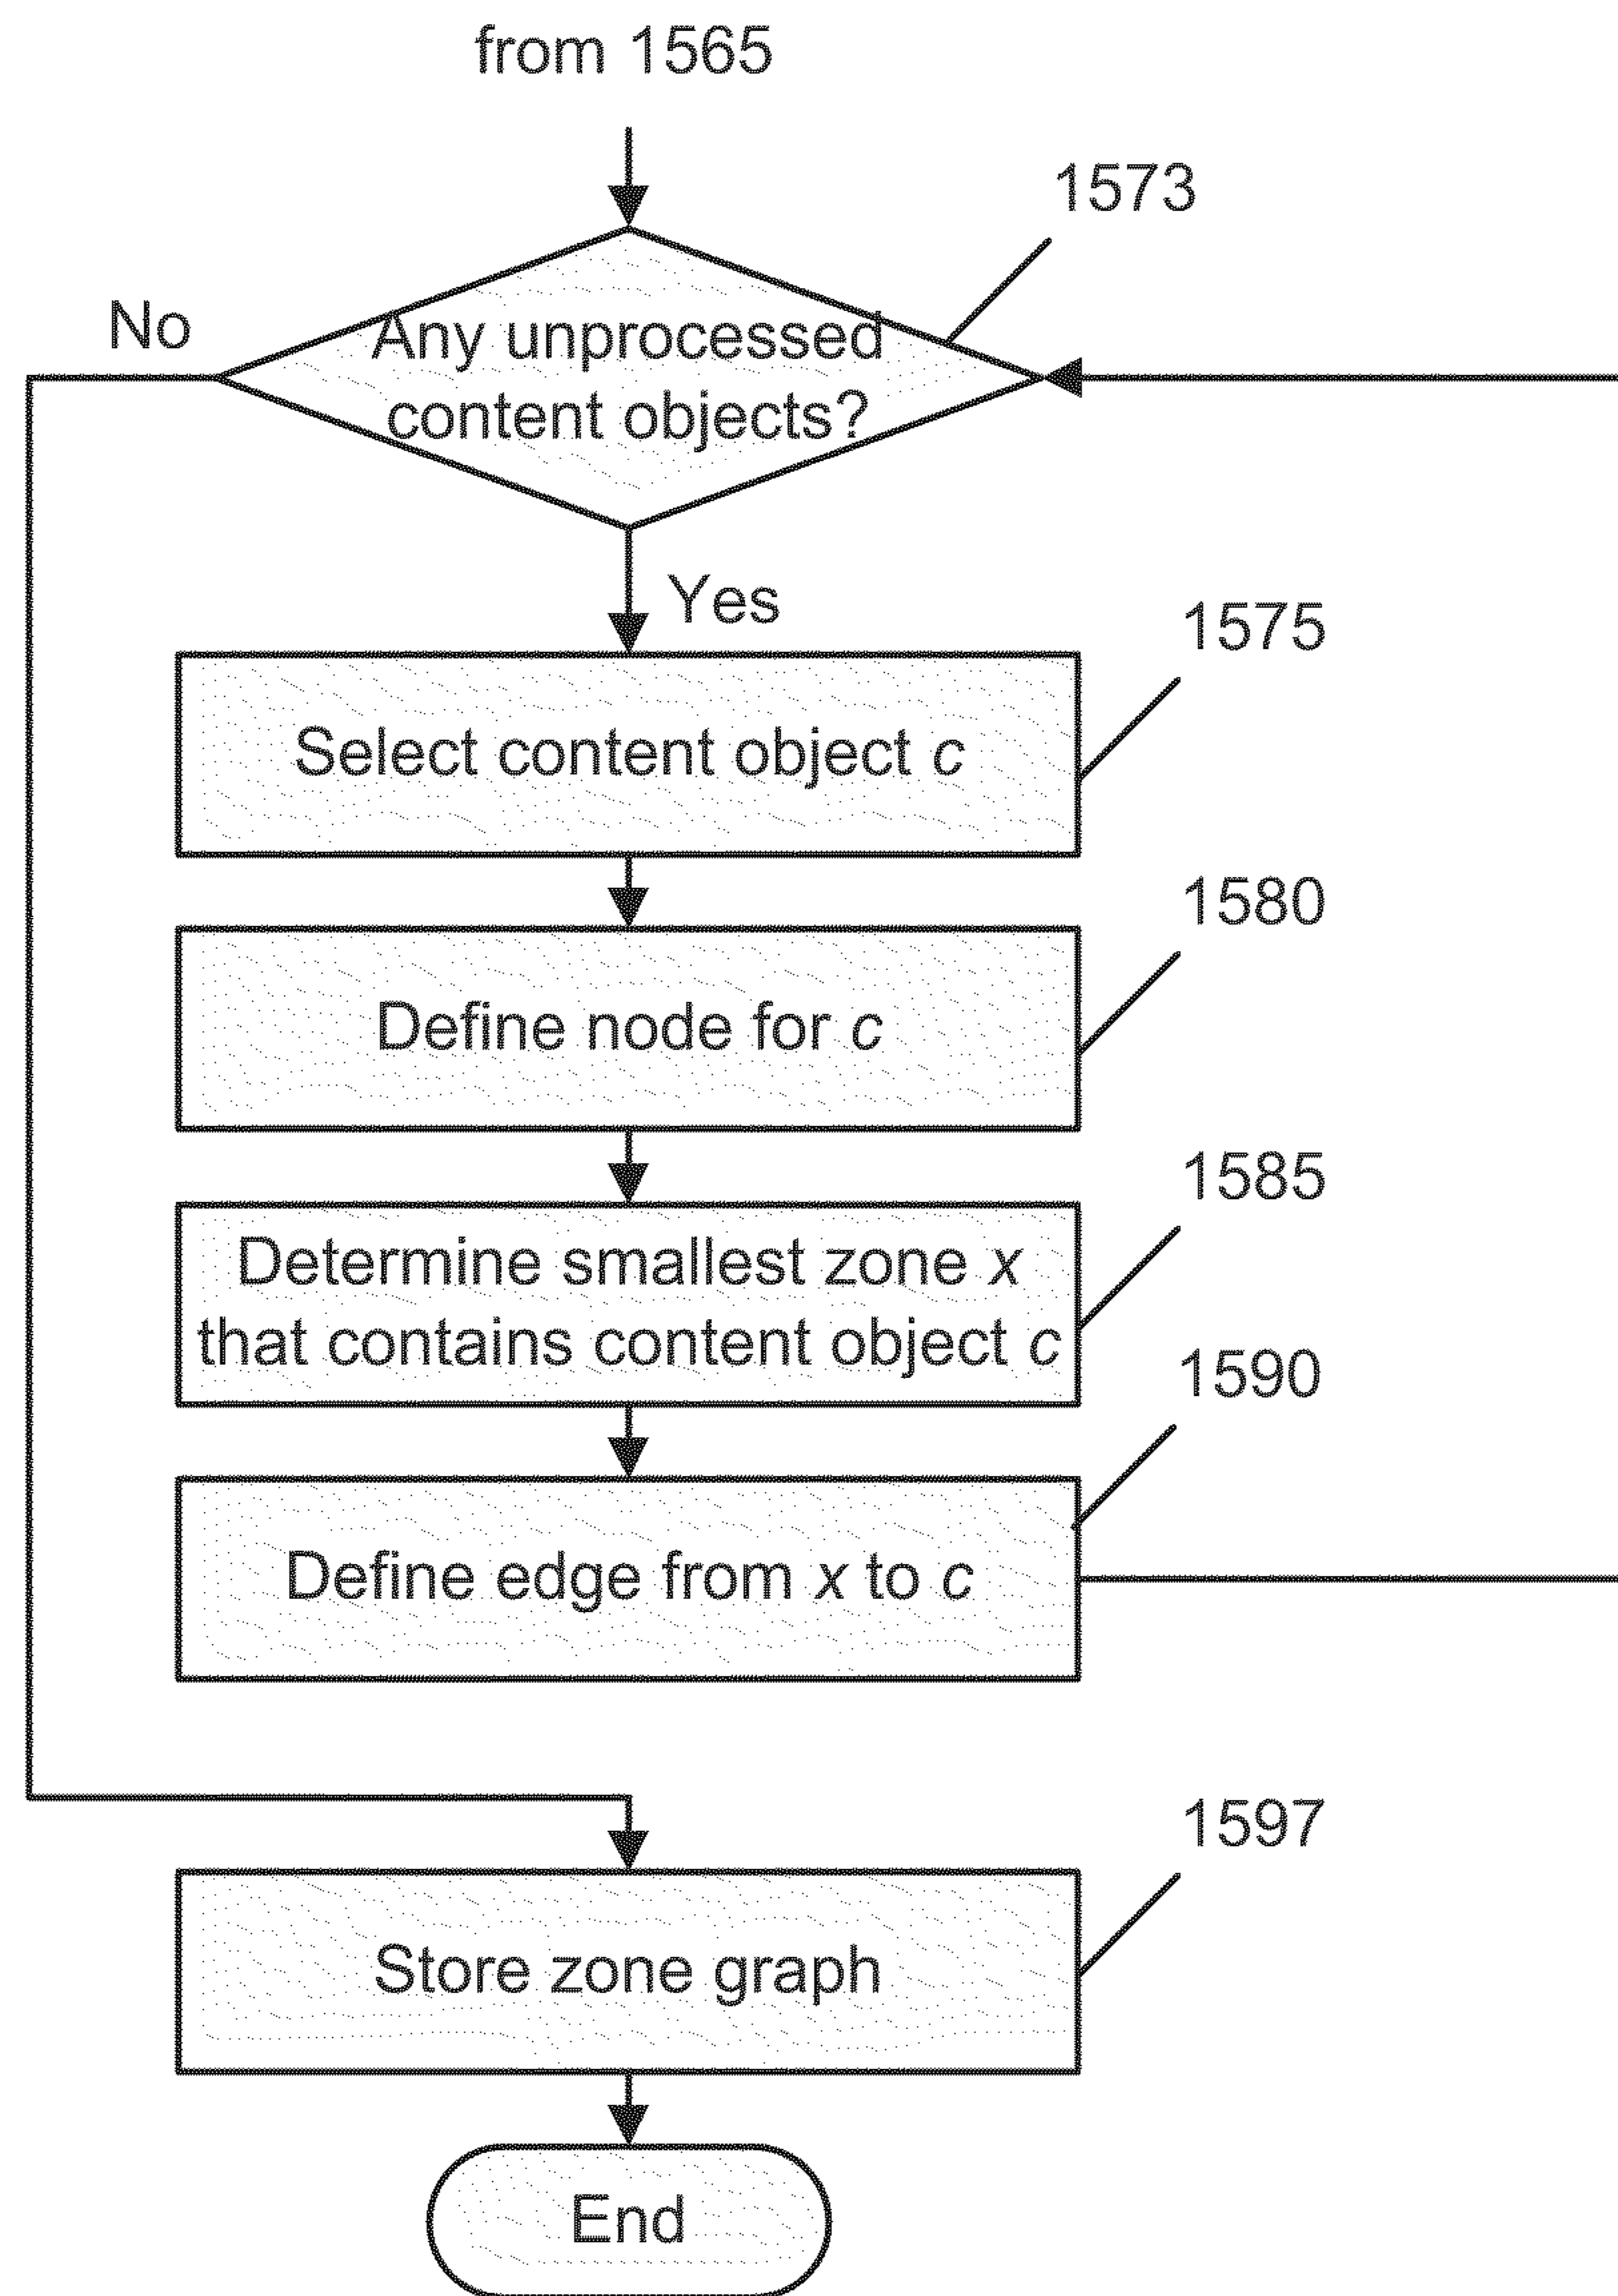 from 1565
1573
No
Any unprocessed
content objects?
Yes
1575
Select content object c
1580
Define node for c
1585
Determine smallest zone x
that contains content object c
1590
Define edge from x to c
1597
Store zone graph
End